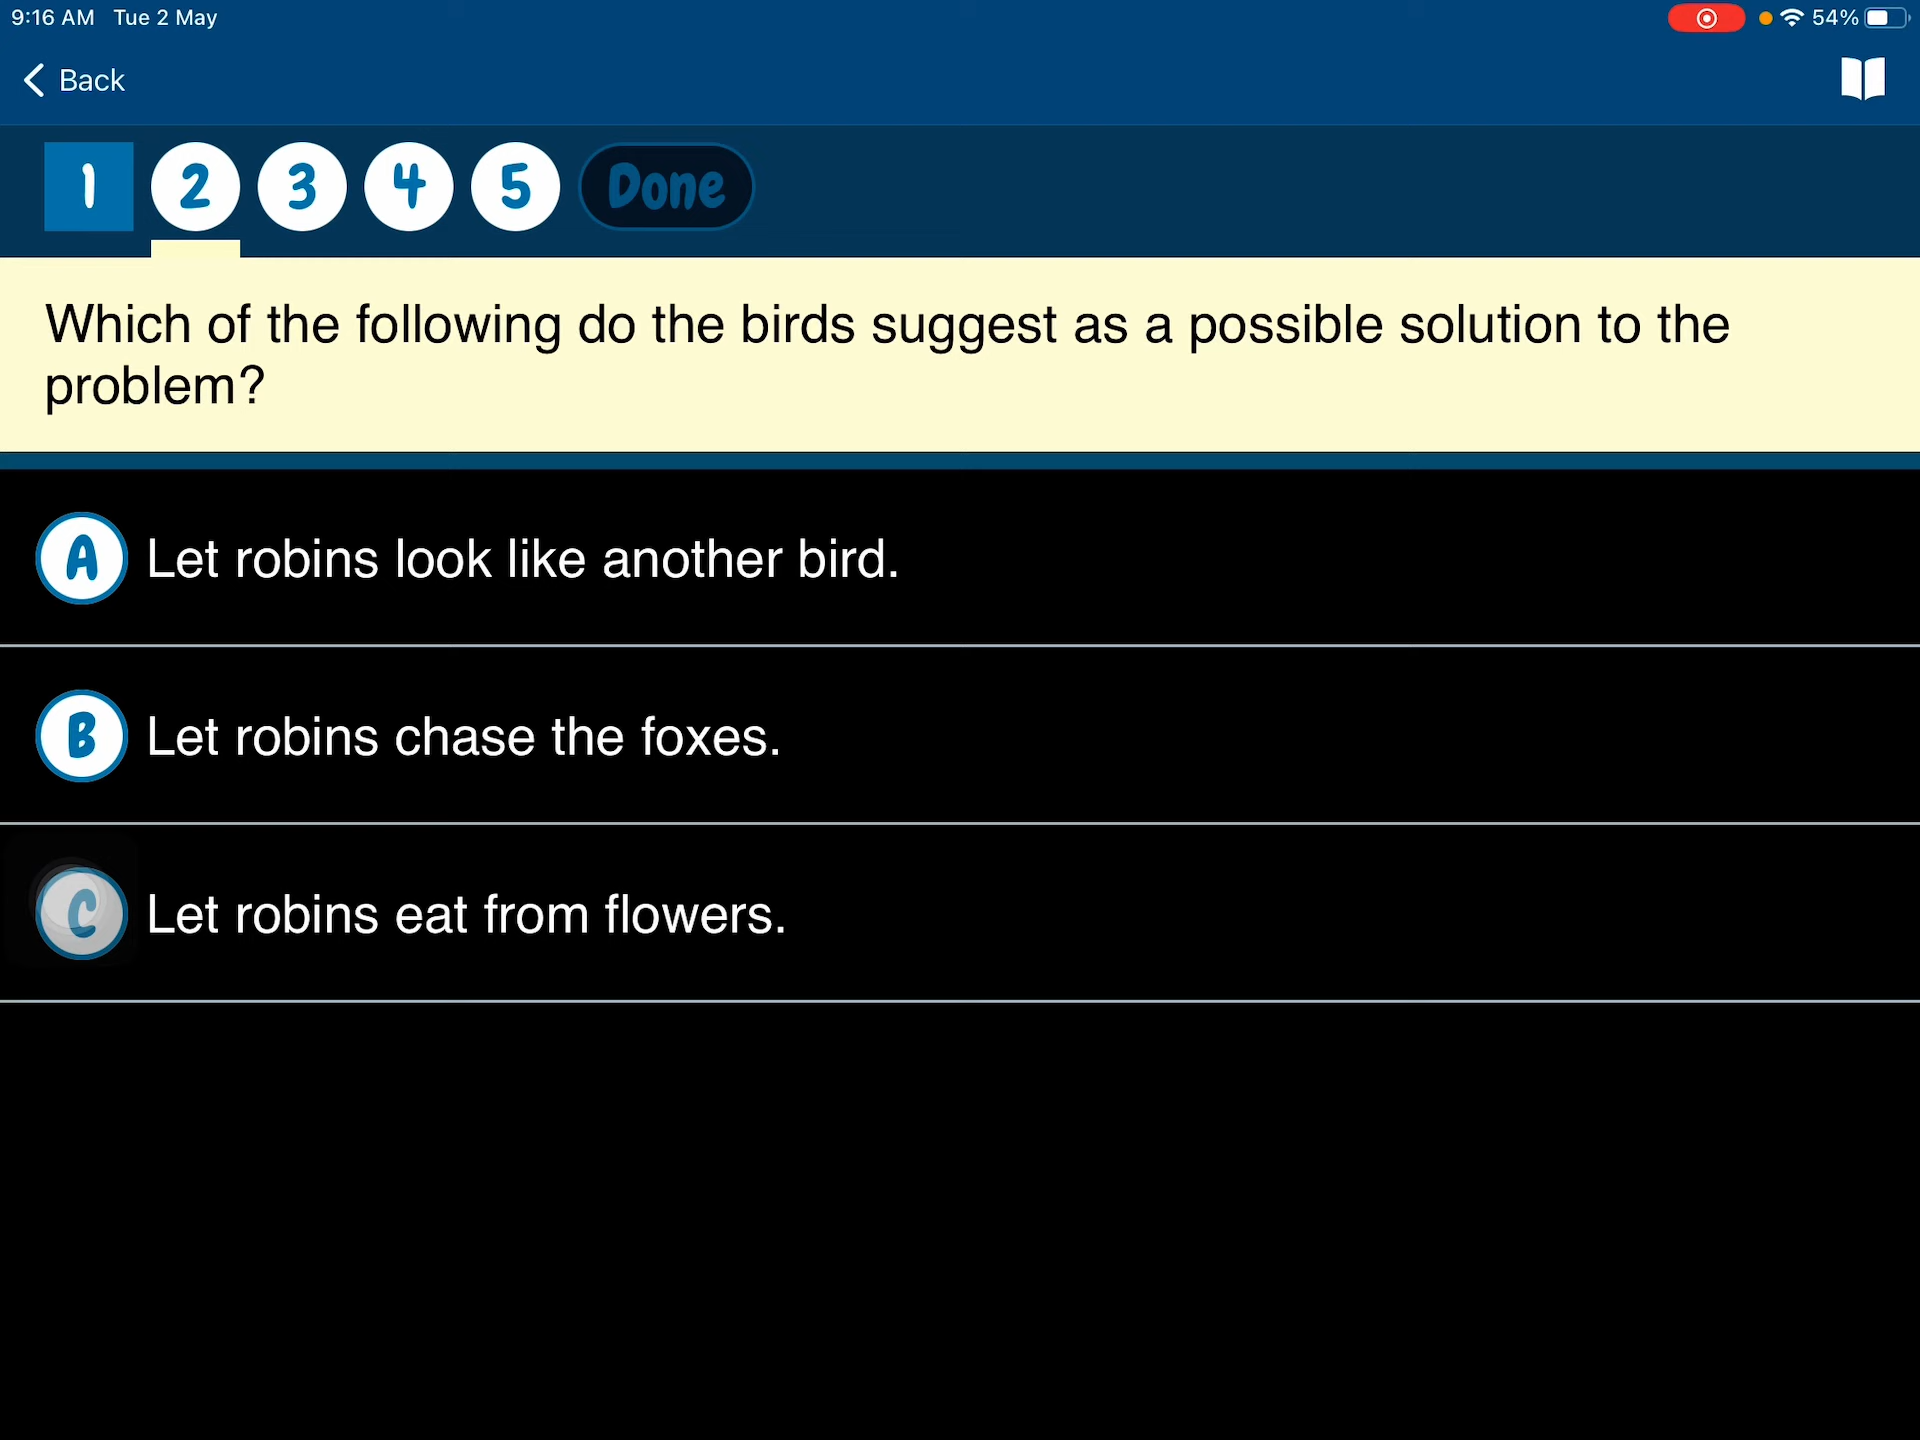 9:16 AM Tue 2 May
54%
Back
1 2 3 4 5 Done
Which of the following do the birds suggest as a possible solution to the
problem?
A Let robins look like another bird.
B Let robins chase the foxes.
C Let robins eat from flowers.